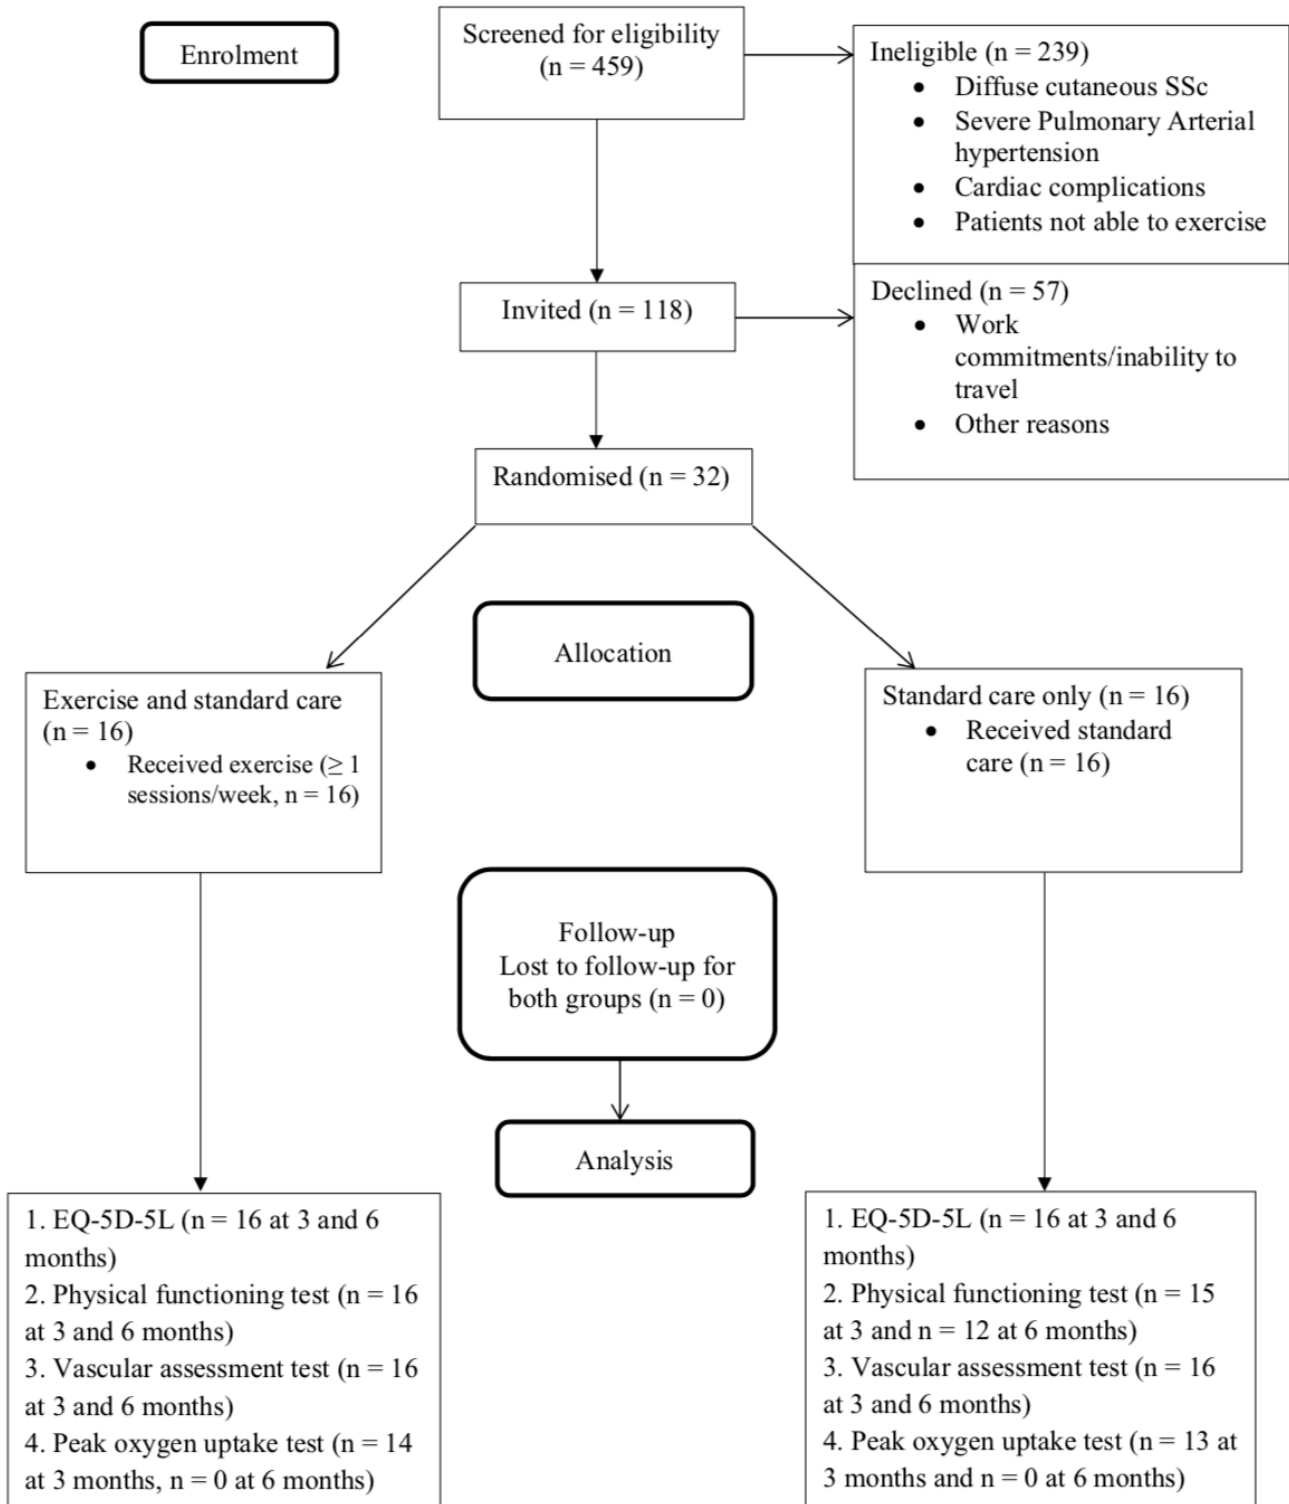 Enrolment
Screened for eligibility
(n = 459)
Ineligible (n = 239)
• Diffuse cutaneous SSc
• Severe Pulmonary Arterial
hypertension
• Cardiac complications
• Patients not able to exercise
Invited (n = 118)
Declined (n = 57)
• Work
commitments/inability to
travel
• Other reasons
Randomised (n = 32)
Allocation
Exercise and standard care
(n = 16)
• Received exercise (≥ 1
sessions/week, n = 16)
Standard care only (n = 16)
• Received standard
care (n = 16)
Follow-up
Lost to follow-up for
both groups (n = 0)
Analysis
1. EQ-5D-5L (n = 16 at 3 and 6
months)
2. Physical functioning test (n = 16
at 3 and 6 months)
3. Vascular assessment test (n = 16
at 3 and 6 months)
4. Peak oxygen uptake test (n = 14
at 3 months, n = 0 at 6 months)
1. EQ-5D-5L (n = 16 at 3 and 6
months)
2. Physical functioning test (n = 15
at 3 and n = 12 at 6 months)
3. Vascular assessment test (n = 16
at 3 and 6 months)
4. Peak oxygen uptake test (n = 13 at
3 months and n = 0 at 6 months)